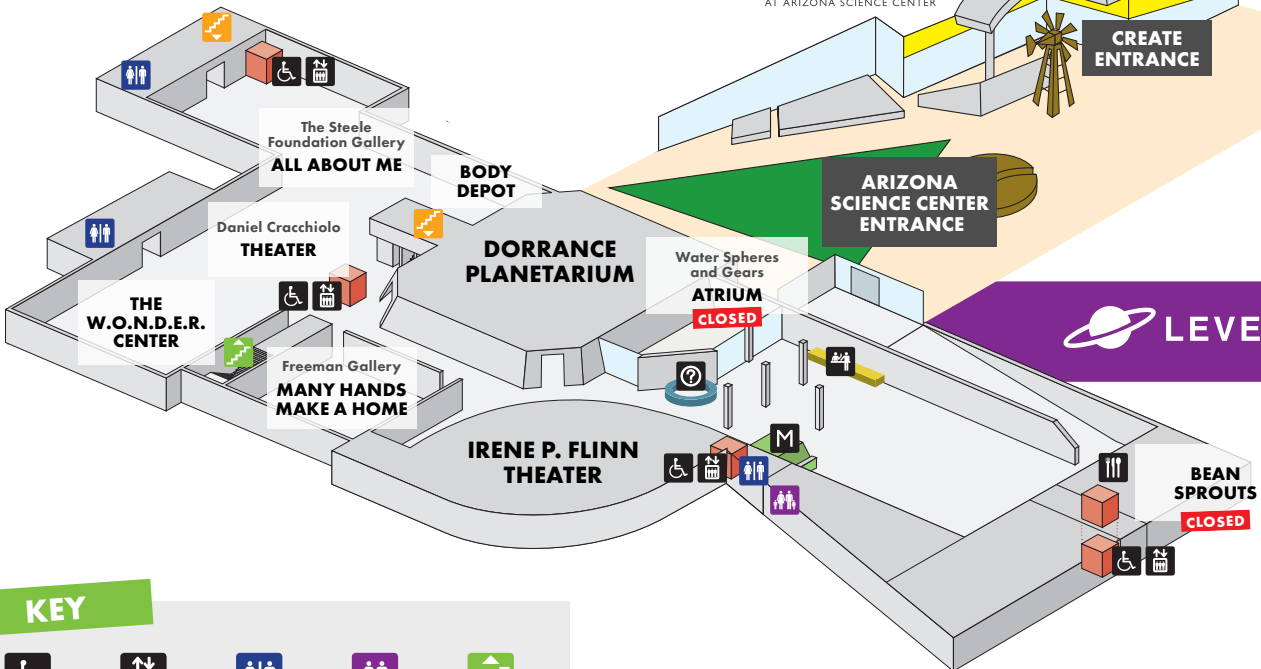 AT ARIZONA SCIENCE CENTER
CREATE
ENTRANCE
The Steele
Foundation Gallery
ALL ABOUT ME
BODY
DEPOT
ARIZONA
SCIENCE CENTER
ENTRANCE
Daniel Cracchiolo
THEATER
DORRANCE
PLANETARIUM
Water Spheres
and Gears
ATRIUM
CLOSED
THE
W.O.N.D.E.R.
CENTER
LEVE
Freeman Gallery
MANY HANDS
MAKE A HOME
?
M
IRENE P. FLINN
THEATER
BEAN
SPROUTS
CLOSED
KEY